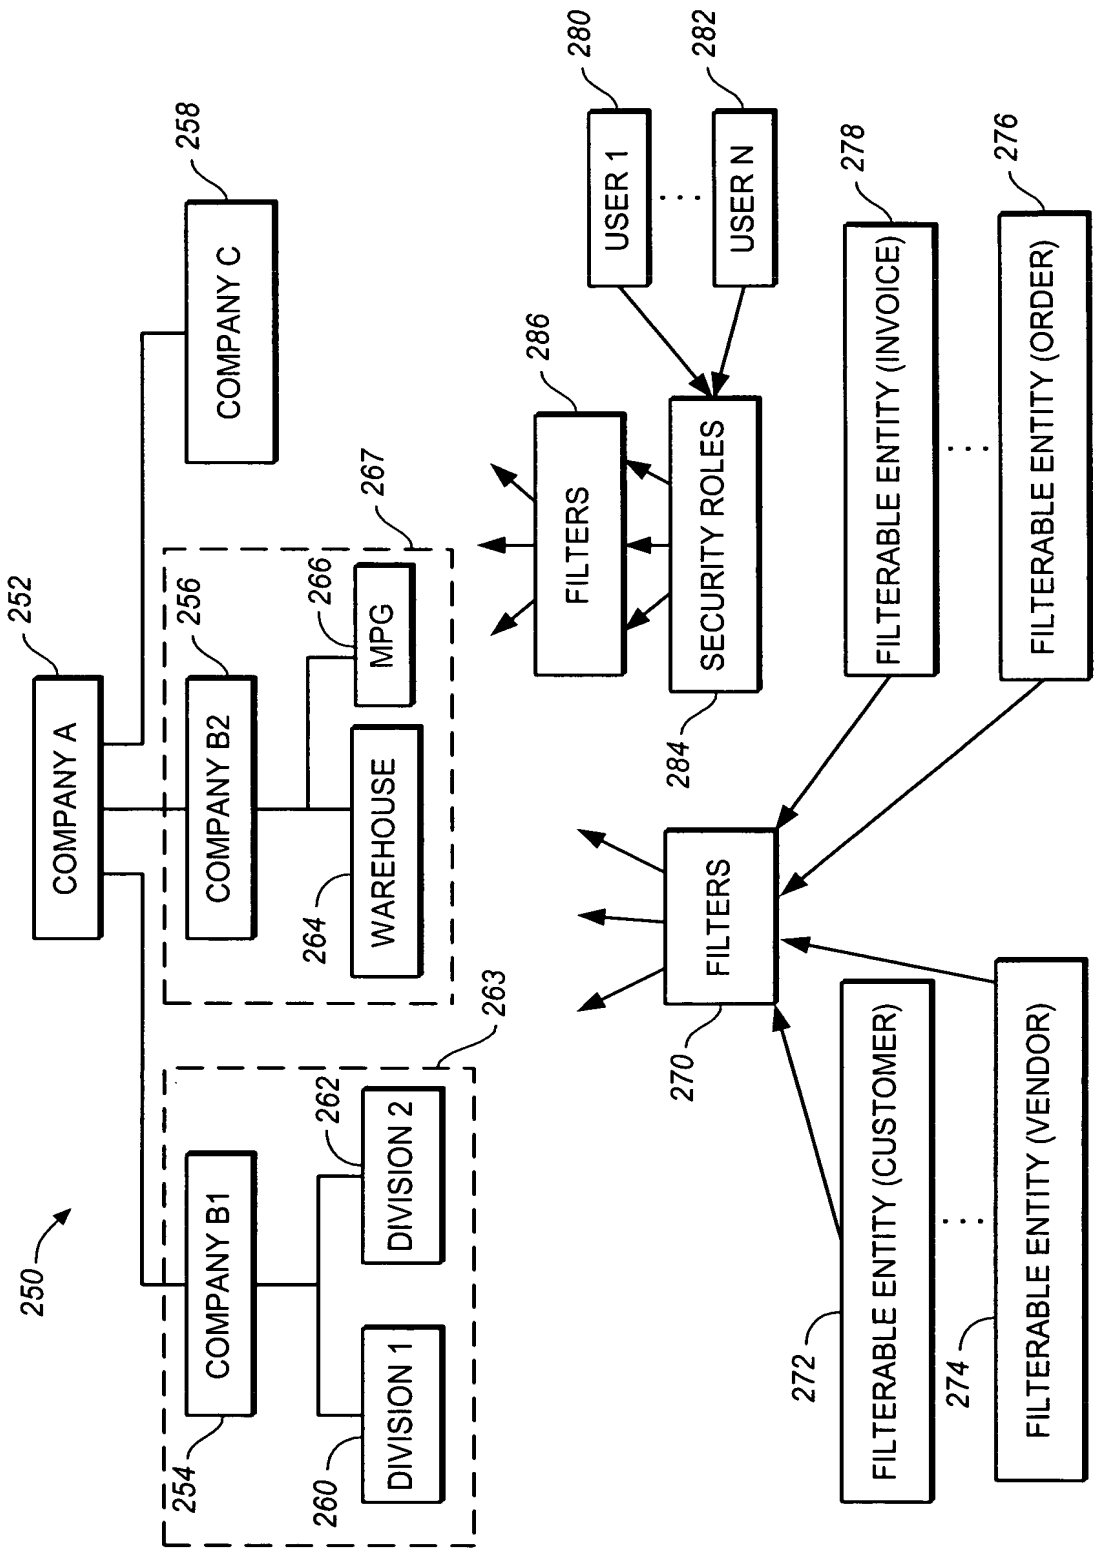 250
252
COMPANY A
254
COMPANY B1
256
COMPANY B2
258
COMPANY C
260
DIVISION 1
262
DIVISION 2
263
264
WAREHOUSE
266
MPG
267
270
FILTERS
286
FILTERS
284
SECURITY ROLES
280
USER 1
...
282
USER N
272
FILTERABLE ENTITY (CUSTOMER)
...
274
FILTERABLE ENTITY (VENDOR)
278
FILTERABLE ENTITY (INVOICE)
...
276
FILTERABLE ENTITY (ORDER)